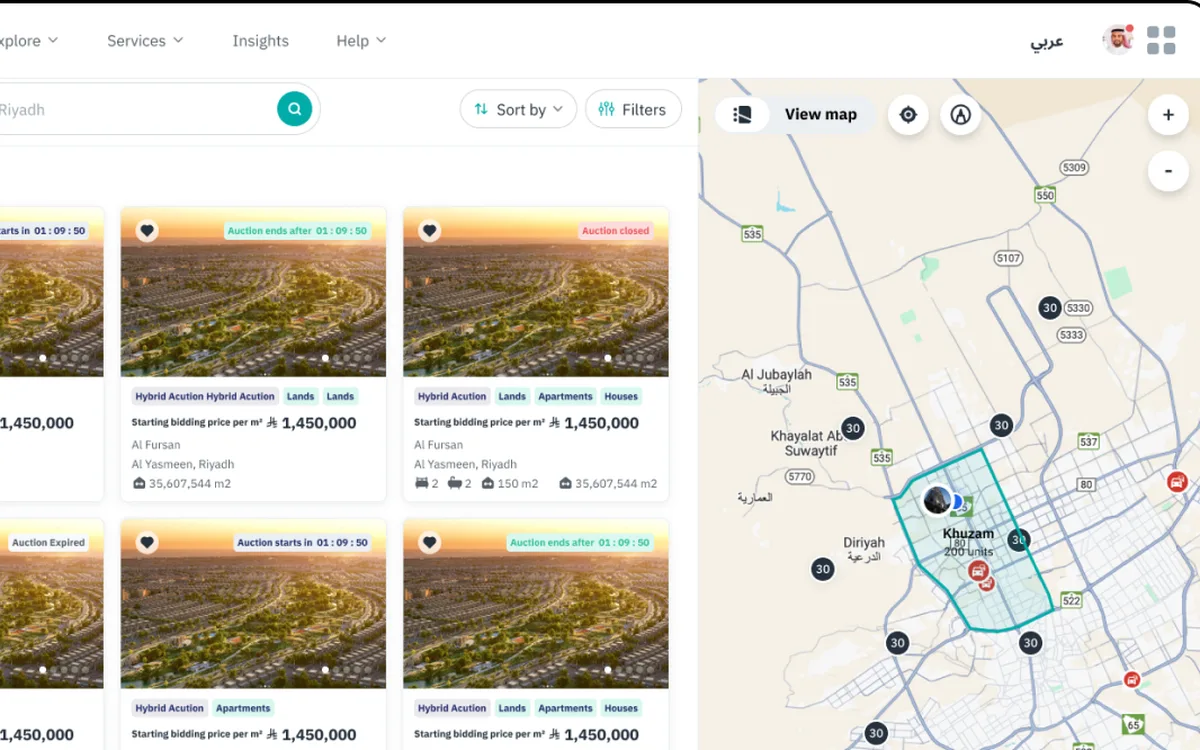 xplore
Services
Insights
Help
عربي
Riyadh
Sort by
Filters
View map
arts in 01 : 09 : 50
Auction ends after 01 : 09 : 50
Auction closed
Hybrid Acution Hybrid Acution Lands Lands
Hybrid Acution Lands Apartments Houses
1,450,000
Starting bidding price per m² 1,450,000
Starting bidding price per m² 1,450,000
Al Fursan
Al Fursan
Al Yasmeen, Riyadh
Al Yasmeen, Riyadh
35,607,544 m2
2 2 150 m2 35,607,544 m2
Auction Expired
Auction starts in 01 : 09 : 50
Auction ends after 01 : 09 : 50
Hybrid Acution Apartments
Hybrid Acution Lands Apartments Houses
1,450,000
Starting bidding price per m² 1,450,000
Starting bidding price per m² 1,450,000
+
-
5309
550
535
5107
30 5330
5333
Al Jubaylah
الجبيلة
535
30
30
Khayalat Ab
Suwaytif
537
535
5770
80
العمارية
Khuzam
80
200 units
30
Diriyah
الدرعية
30
522
30
30
65
30